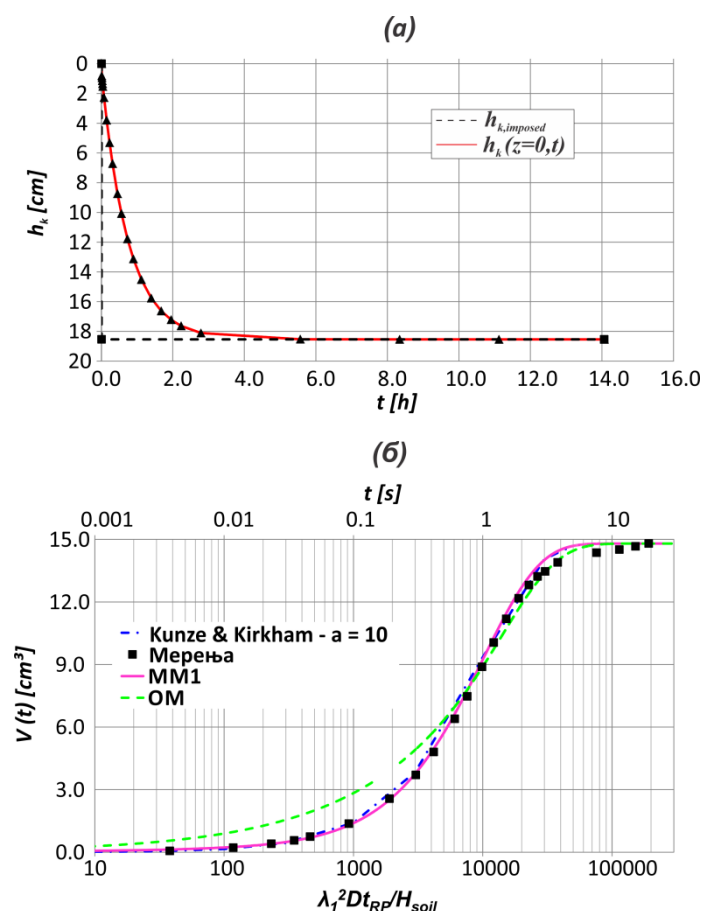 (а)
0
2
4
6
8
10
12
14
16
18
20
h_k [cm]
h_k,imposed
h_k (z=0,t)
0.0 2.0 4.0 6.0 8.0 10.0 12.0 14.0 16.0
t [h]
(б)
t [s]
0.001 0.01 0.1 1 10
15.0
12.0
9.0
6.0
3.0
0.0
V (t) [cm³]
Kunze & Kirkham - a = 10
Мерења
MM1
OM
10 100 1000 10000 100000
λ₁²Dt_RP/H_soil